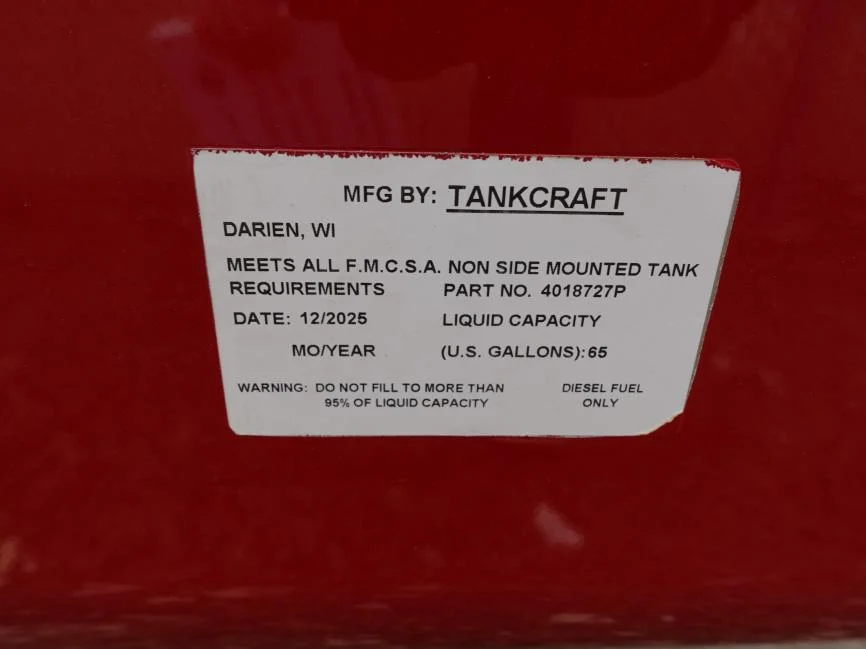 MFG BY: TANKCRAFT
DARIEN, WI
MEETS ALL F.M.C.S.A. NON SIDE MOUNTED TANK
REQUIREMENTS PART NO. 4018727P
DATE: 12/2025 LIQUID CAPACITY
MO/YEAR (U.S. GALLONS): 65
WARNING: DO NOT FILL TO MORE THAN DIESEL FUEL
95% OF LIQUID CAPACITY ONLY